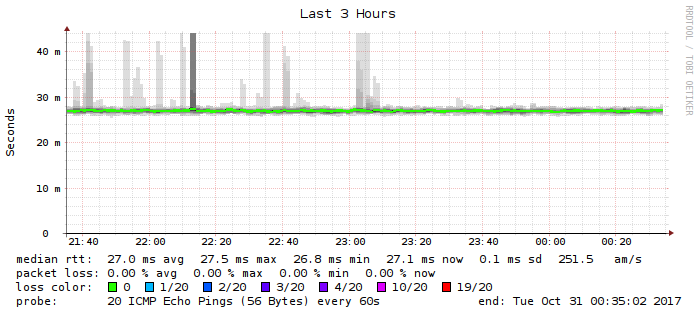 Last 3 Hours
RRDTOOL / TOBI OETIKER
Seconds
40 m
30 m
20 m
10 m
0
21:40 22:00 22:20 22:40 23:00 23:20 23:40 00:00 00:20
median rtt: 27.0 ms avg 27.5 ms max 26.8 ms min 27.1 ms now 0.1 ms sd 251.5 am/s
packet loss: 0.00 % avg 0.00 % max 0.00 % min 0.00 % now
loss color: 0 1/20 2/20 3/20 4/20 10/20 19/20
probe: 20 ICMP Echo Pings (56 Bytes) every 60s end: Tue Oct 31 00:35:02 2017